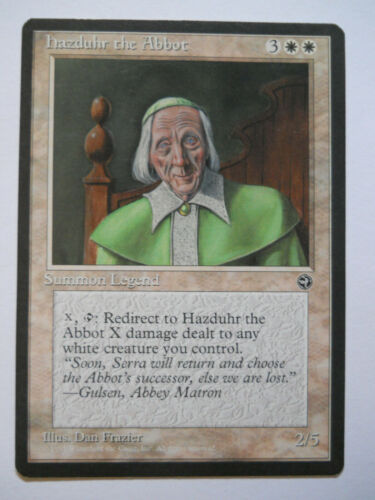 Hazduhr the Abbot 3
Summon Legend
X, : Redirect to Hazduhr the
Abbot X damage dealt to any
white creature you control.
"Soon, Serra will return and choose
the Abbot's successor, else we are lost."
—Gulsen, Abbey Matron
Illus. Dan Frazier 2/5